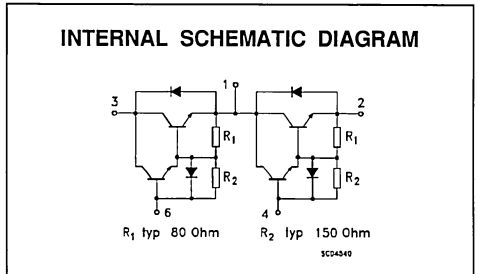 INTERNAL SCHEMATIC DIAGRAM
1
3
2
R1
R1
R2
R2
6
4
R1 typ 80 Ohm
R2 typ 150 Ohm
SC04540